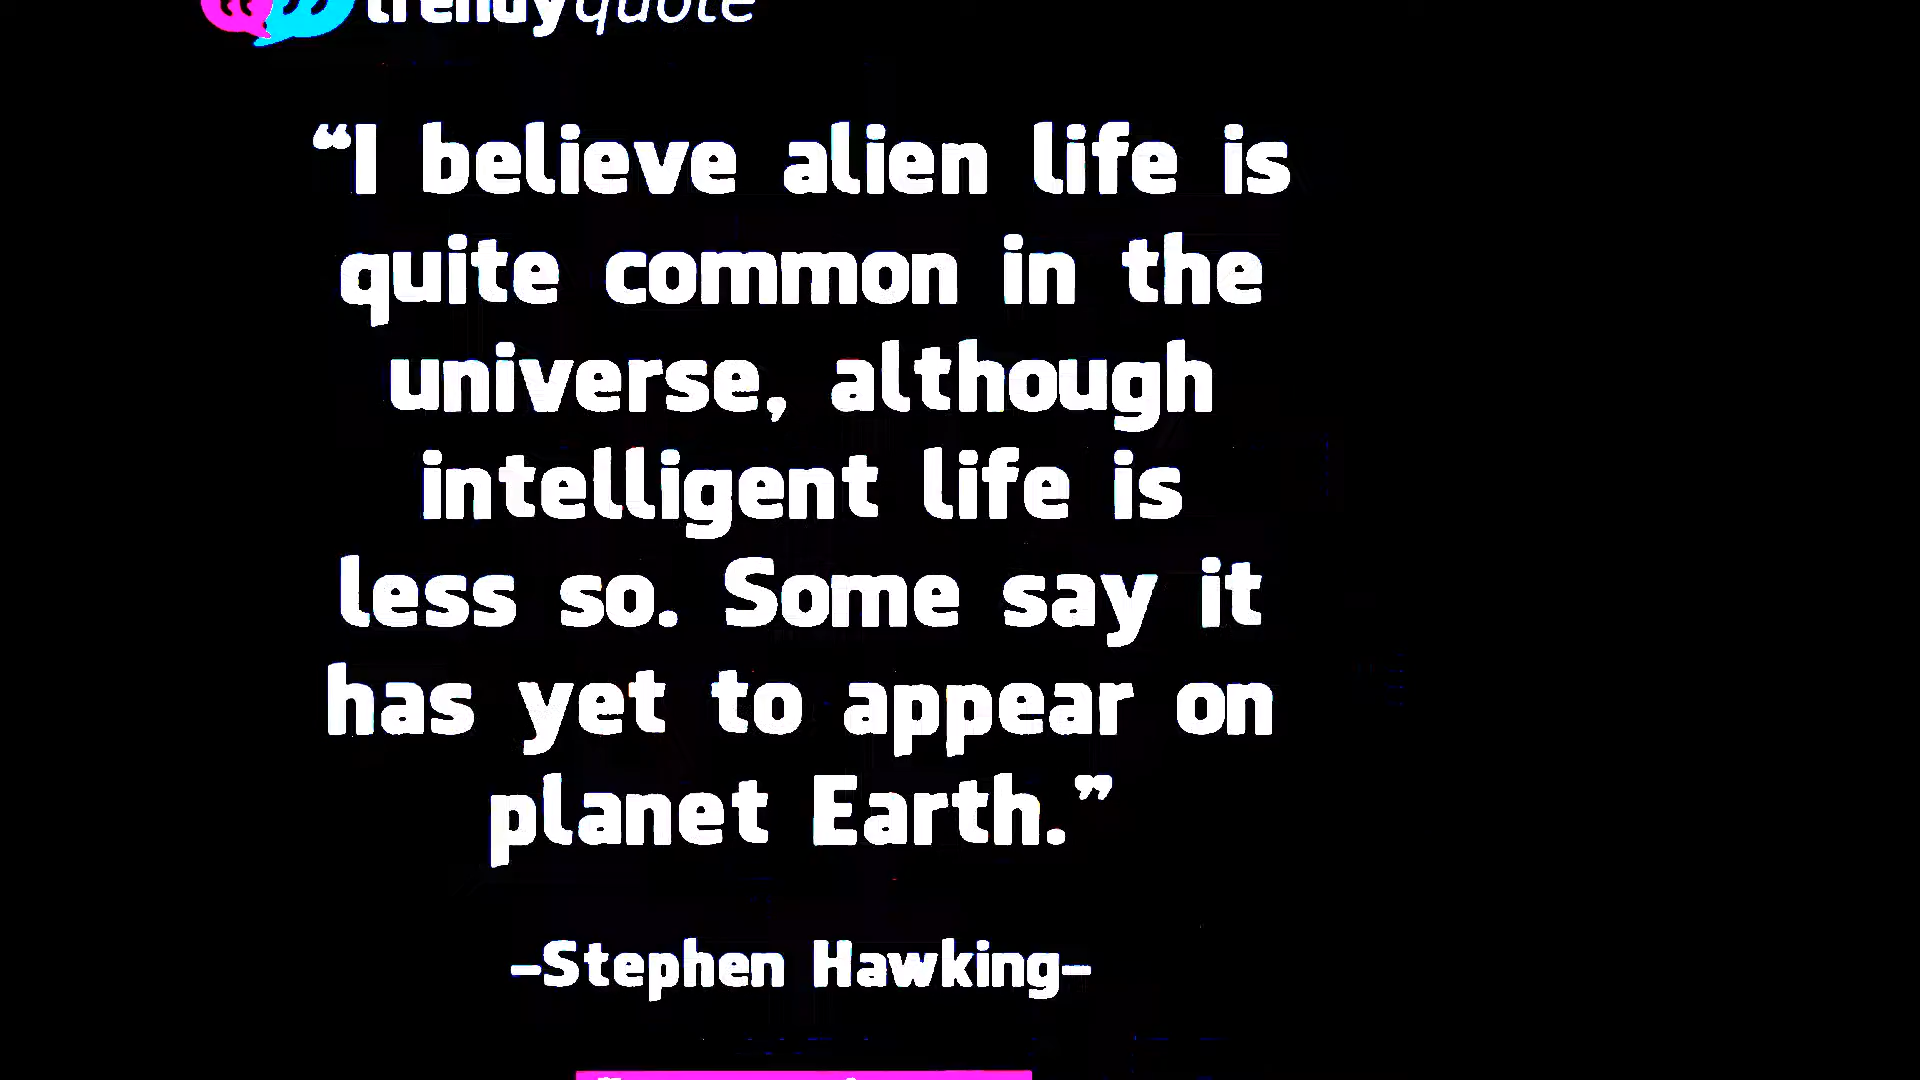 trendyquote
“I believe alien life is
quite common in the
universe, although
intelligent life is
less so. Some say it
has yet to appear on
planet Earth.”
–Stephen Hawking–